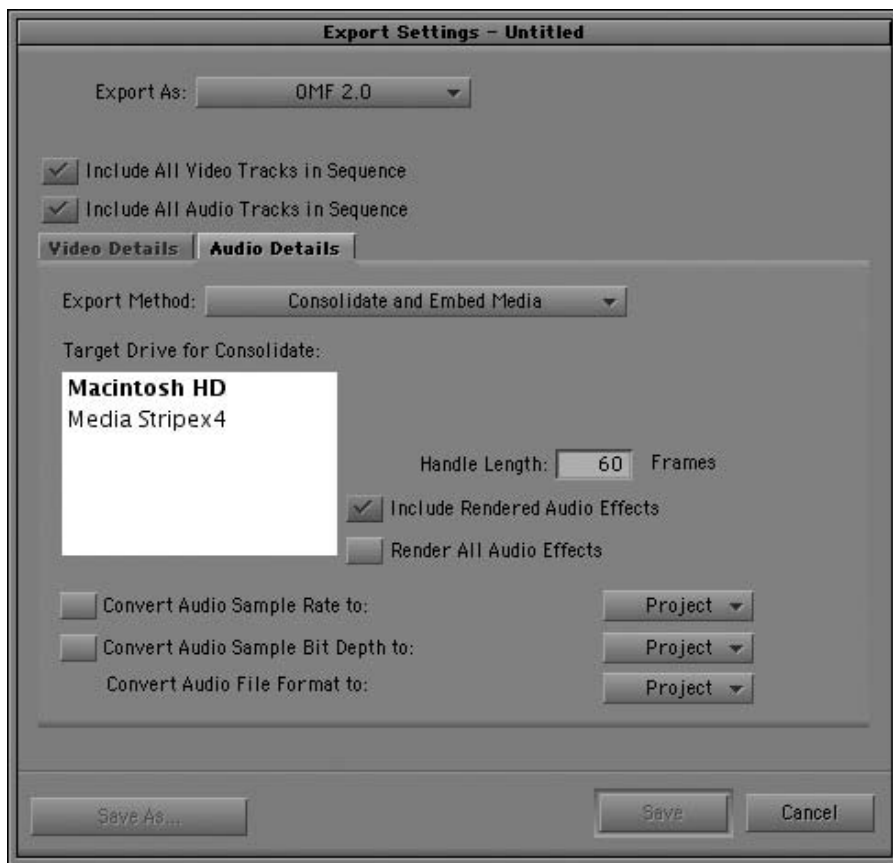 Export Settings - Untitled
Export As: OMF 2.0
Include All Video Tracks in Sequence
Include All Audio Tracks in Sequence
Video Details Audio Details
Export Method: Consolidate and Embed Media
Target Drive for Consolidate:
Macintosh HD
Media Stripex4
Handle Length: 60 Frames
Include Rendered Audio Effects
Render All Audio Effects
Convert Audio Sample Rate to: Project
Convert Audio Sample Bit Depth to: Project
Convert Audio File Format to: Project
Save As... Save Cancel